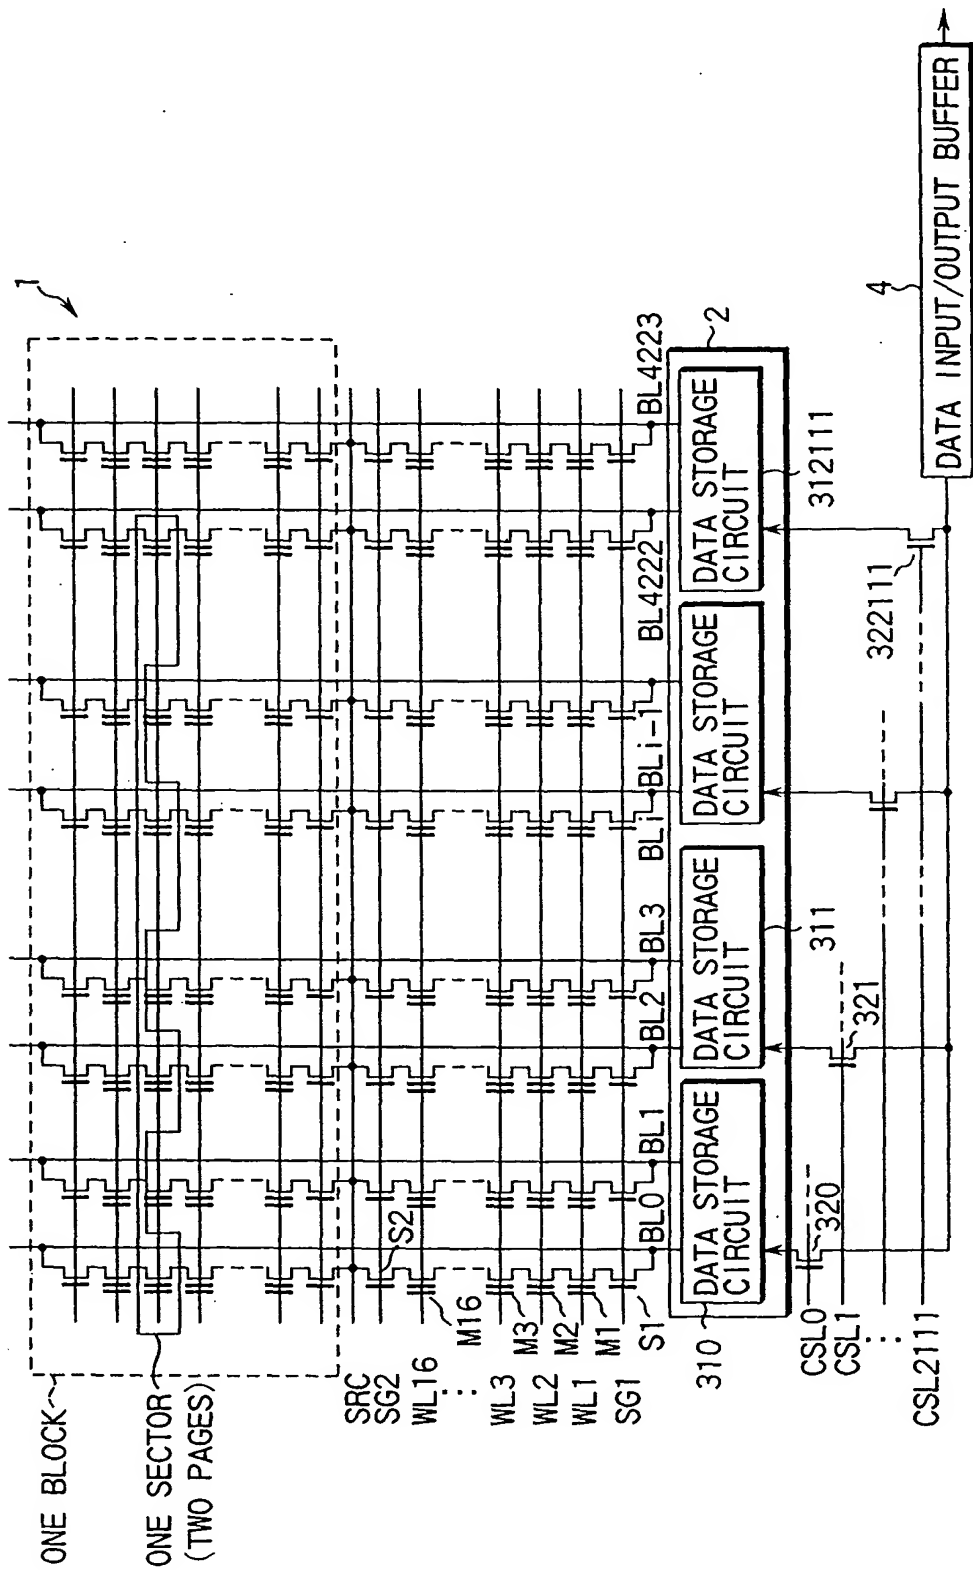 ONE BLOCK
ONE SECTOR
(TWO PAGES)
1
SRC
SG2
WL16
⋮
WL3
WL2
WL1
SG1
S2
M16
M3
M2
M1
S1
BL0
BL1
BL2
BL3
BLi
BLi-1
BL4222
BL4223
2
310
DATA STORAGE
CIRCUIT
DATA STORAGE
CIRCUIT
DATA STORAGE
CIRCUIT
DATA STORAGE
CIRCUIT
311
3121111
CSL0
CSL1
⋮
CSL2111
320
321
322111
4
DATA INPUT/OUTPUT BUFFER